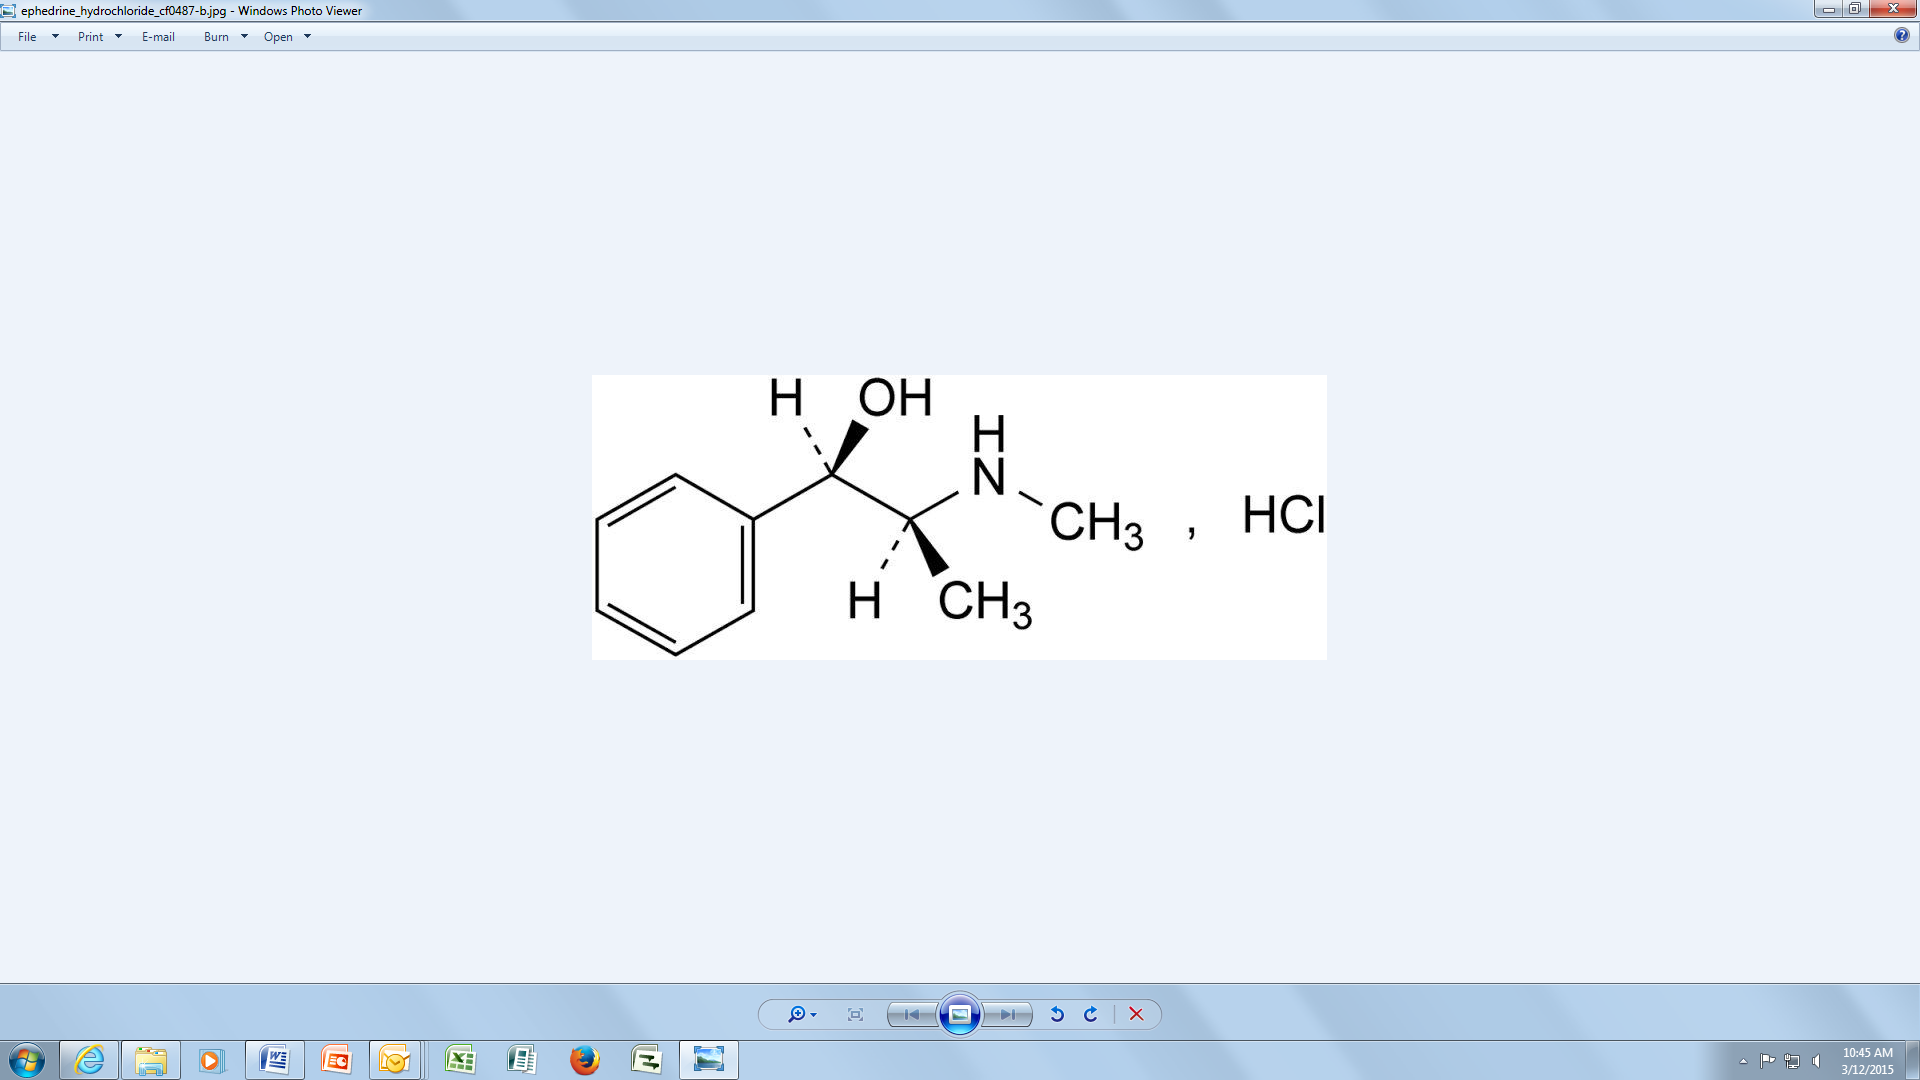 ephedrine_hydrochloride_cf0487-b.jpg - Windows Photo Viewer
File Print E-mail Burn Open
H OH
H
N
CH3 , HCl
H CH3
10:45 AM
3/12/2015